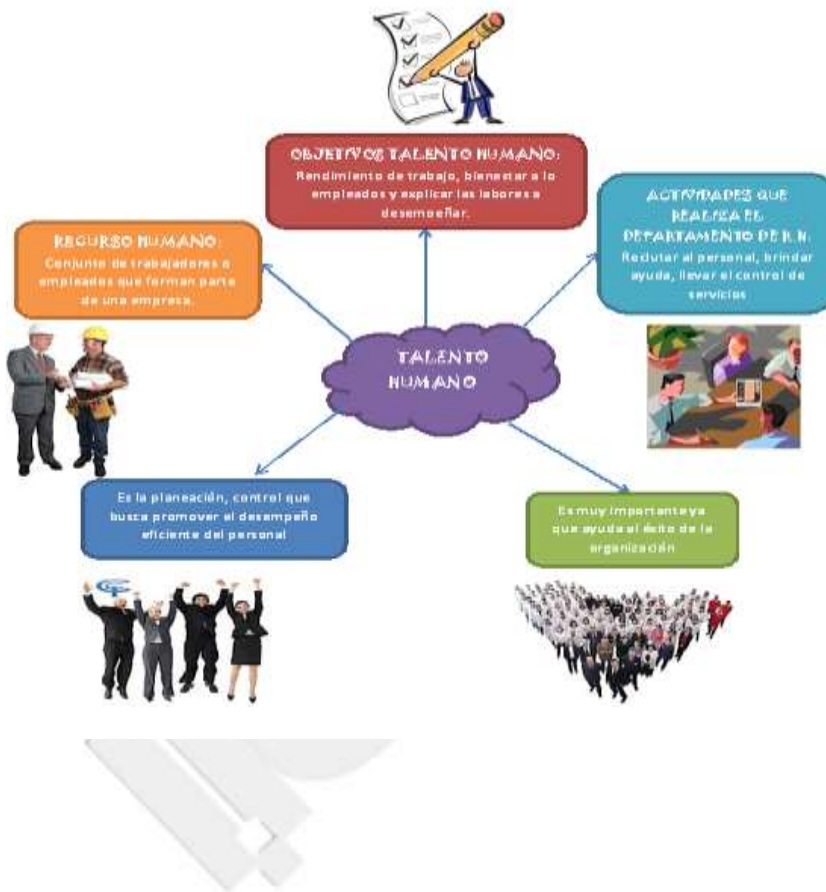 OBJETIVOS TALENTO HUMANO:
Rendimiento de trabajo, bienestar a lo
empleados y explicar las labores a
desempeñar.
ACTIVIDADES QUE
REALIZA EL
DEPARTAMENTO DE R.H:
Reclutar al personal, brindar
ayuda, llevar el control de
servicios
RECURSO HUMANO:
Conjunto de trabajadores o
empleados que forman parte
de una empresa.
TALENTO
HUMANO
Es la planeación, control que
busca promover el desempeño
eficiente del personal
Es muy importante ya
que ayuda al éxito de la
organización